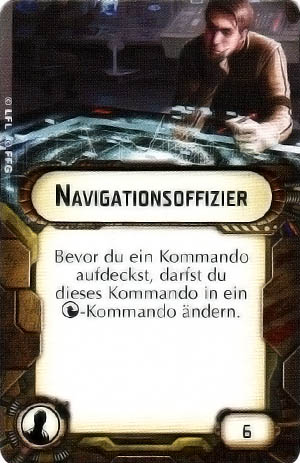 © LFL © FFG
NAVIGATIONSOFFIZIER
Bevor du ein Kommando
aufdeckst, darfst du
dieses Kommando in ein
-Kommando ändern.
6